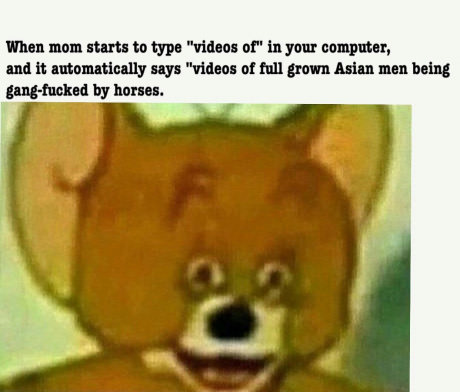 When mom starts to type "videos of" in your computer,
and it automatically says "videos of full grown Asian men being
gang-fucked by horses.